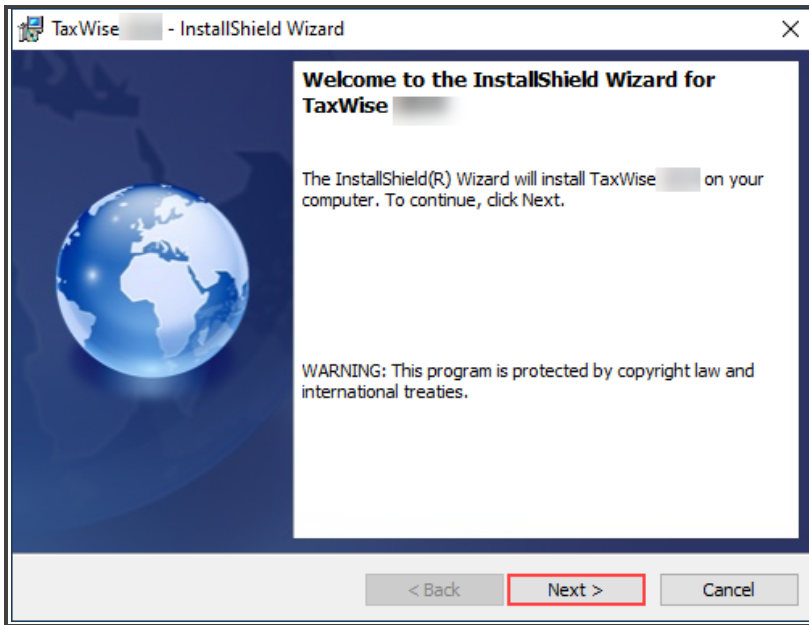 TaxWise - InstallShield Wizard
Welcome to the InstallShield Wizard for
TaxWise
The InstallShield(R) Wizard will install TaxWise on your
computer. To continue, click Next.
WARNING: This program is protected by copyright law and
international treaties.
< Back Next > Cancel